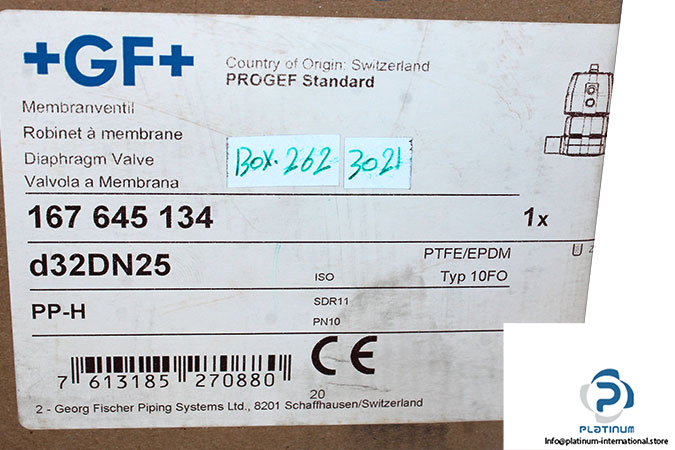 +GF+
Country of Origin: Switzerland
PROGEF Standard
Membranventil
Robinet à membrane
Diaphragm Valve
Valvola a Membrana
Box.262 3021
167 645 134 1x
d32DN25 PTFE/EPDM
ISO Typ 10FO
PP-H SDR11
PN10
CE
7 613185 270880
20
2 - Georg Fischer Piping Systems Ltd., 8201 Schaffhausen/Switzerland
PLATINUM
Info@platinum-international.store